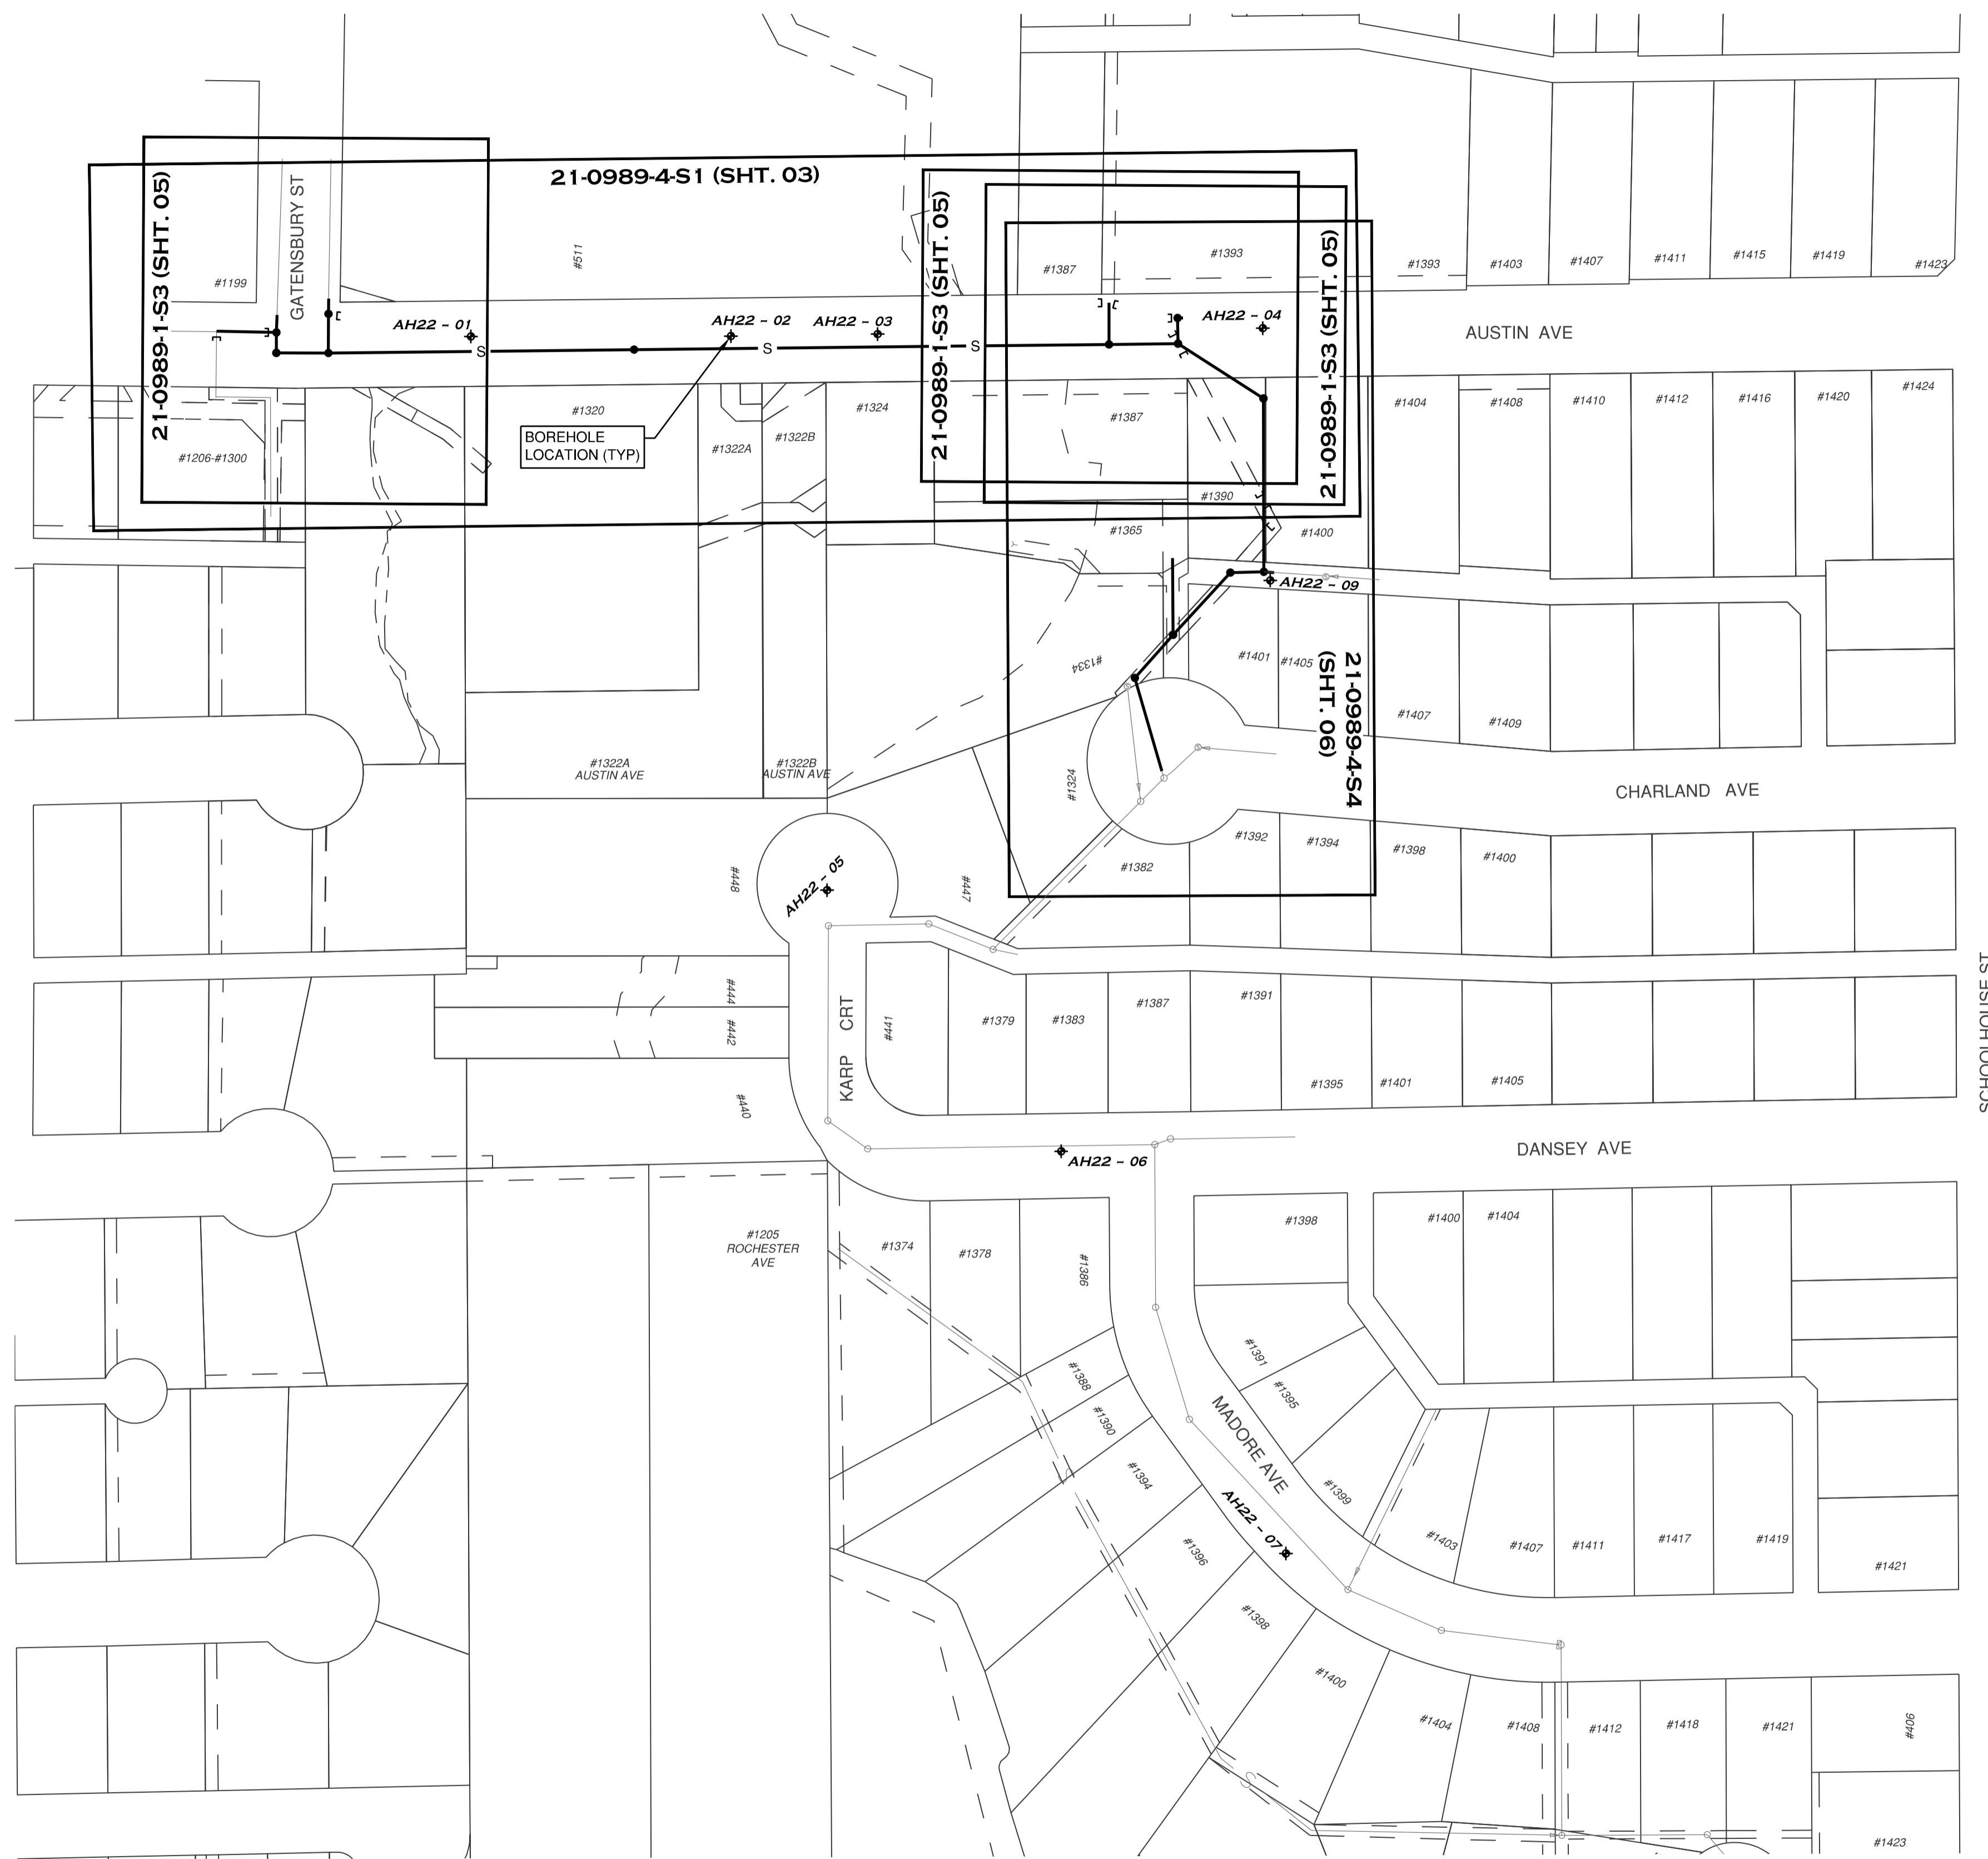 21-0989-4-S1 (SHT. 03)
21-0989-1-S3 (SHT. 05)
GATENSBURY ST
21-0989-1-S3 (SHT. 05)
21-0989-1-S3 (SHT. 05)
#1199
#511
#1387
#1393
#1393
#1403
#1407
#1411
#1415
#1419
#1423
AH22 - 01
AH22 - 02
AH22 - 03
AH22 - 04
AUSTIN AVE
S
S
S
#1206-#1300
#1320
BOREHOLE
LOCATION (TYP)
#1322A
#1322B
#1324
#1387
#1404
#1408
#1410
#1412
#1416
#1420
#1424
#1390
#1365
#1400
AH22 - 09
#1334
#1401
#1405
21-0989-4-S4
(SHT. 06)
#1407
#1409
#1322A
AUSTIN AVE
#1322B
AUSTIN AVE
#1324
CHARLAND AVE
#1392
#1394
#1398
#1400
#1382
#448
AH22 - 05
#447
SCHOOLHOUSE ST
#444
#442
#440
KARP CRT
#441
#1379
#1383
#1387
#1391
#1395
#1401
#1405
AH22 - 06
DANSEY AVE
#1205
ROCHESTER
AVE
#1374
#1378
#1386
#1398
#1400
#1404
#1388
#1390
#1394
#1396
#1398
#1400
#1391
#1395
#1399
MADORE AVE
AH22 - 07
#1403
#1407
#1411
#1417
#1419
#1421
#1404
#1408
#1412
#1418
#1421
#406
#1423